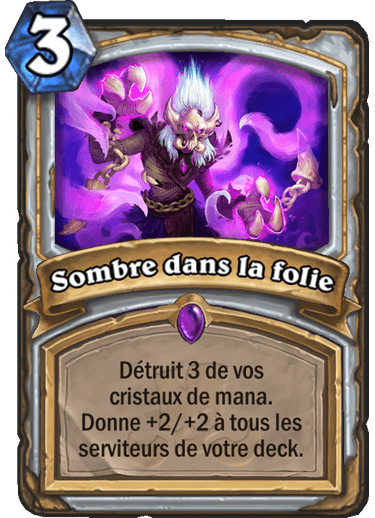 3
Sombre dans la folie
Détruit 3 de vos
cristaux de mana.
Donne +2/+2 à tous les
serviteurs de votre deck.